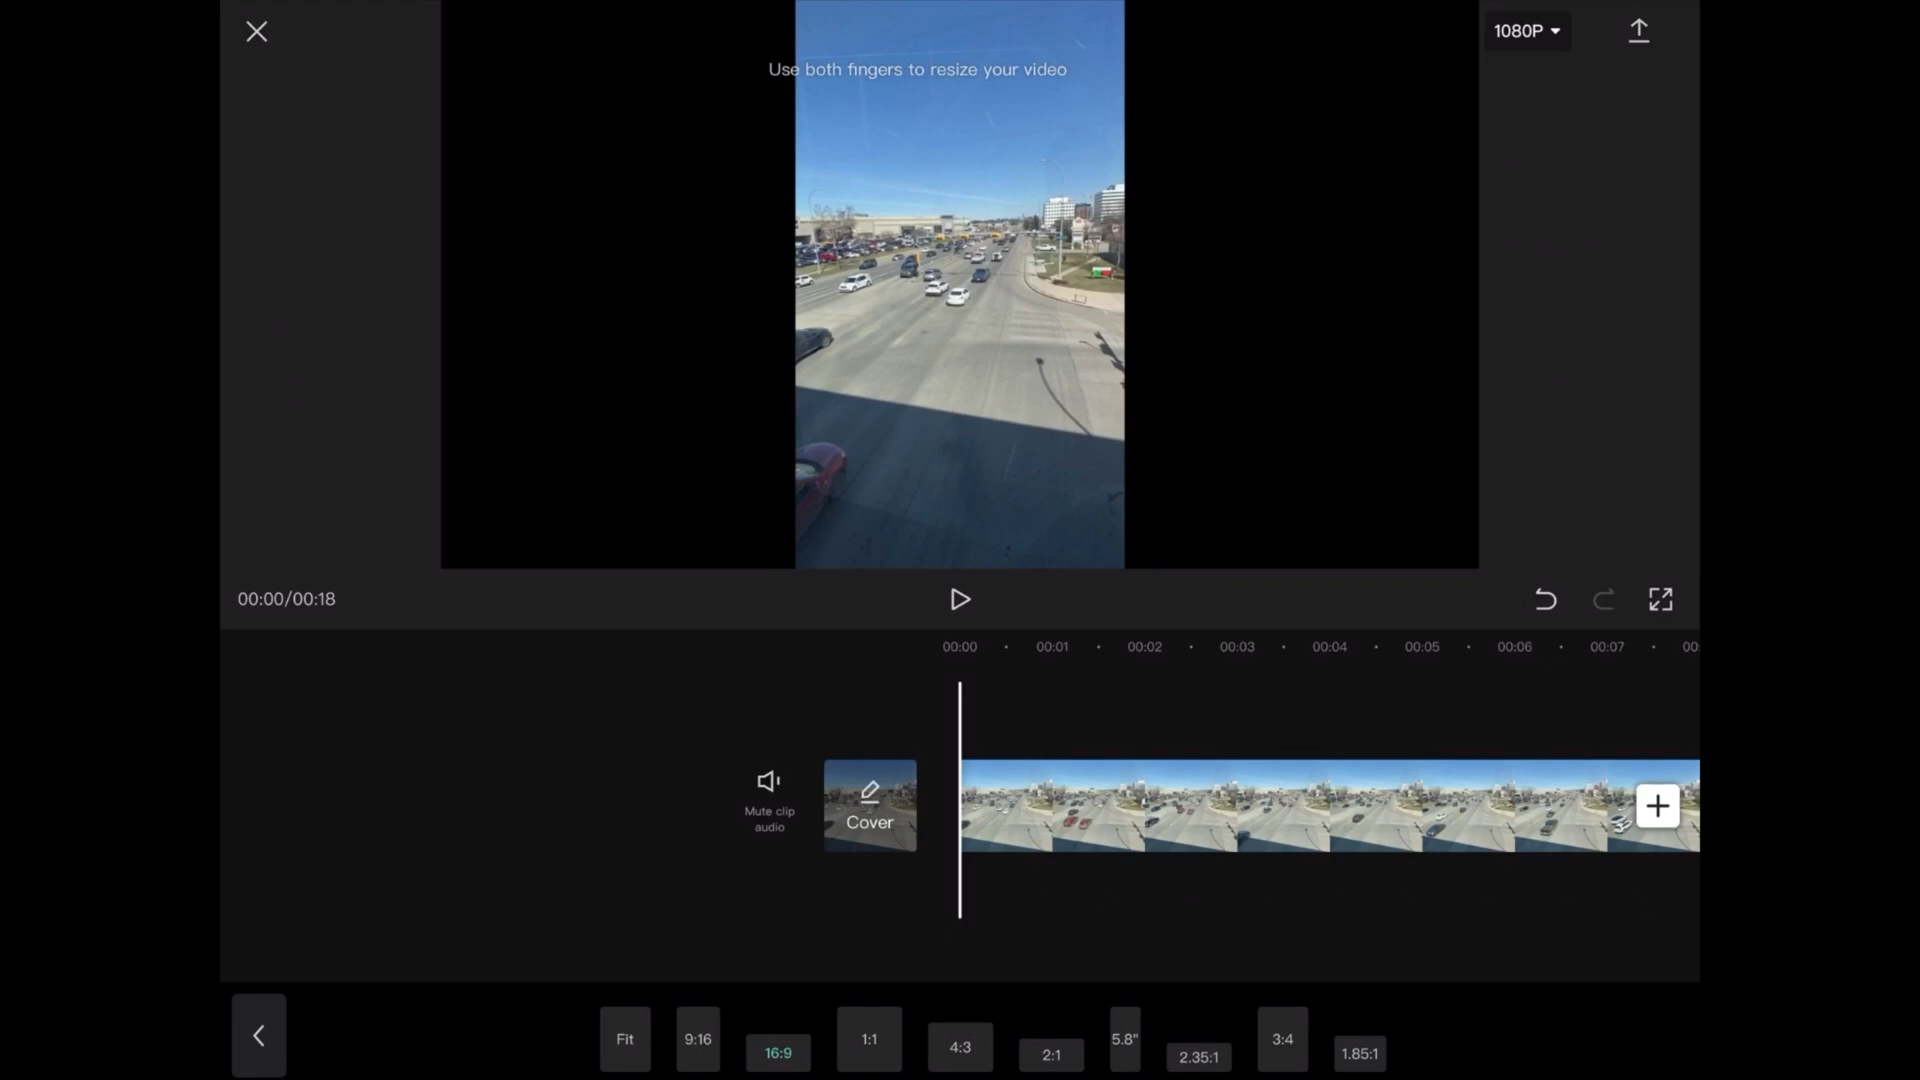 1080P
Use both fingers to resize your video
00:00/00:18
00:00 00:01 00:02 00:03 00:04 00:05 00:06 00:07 00:
Mute clip
audio
Cover
Fit
9:16
16:9
1:1
4:3
2:1
5.8"
2.35:1
3:4
1.85:1